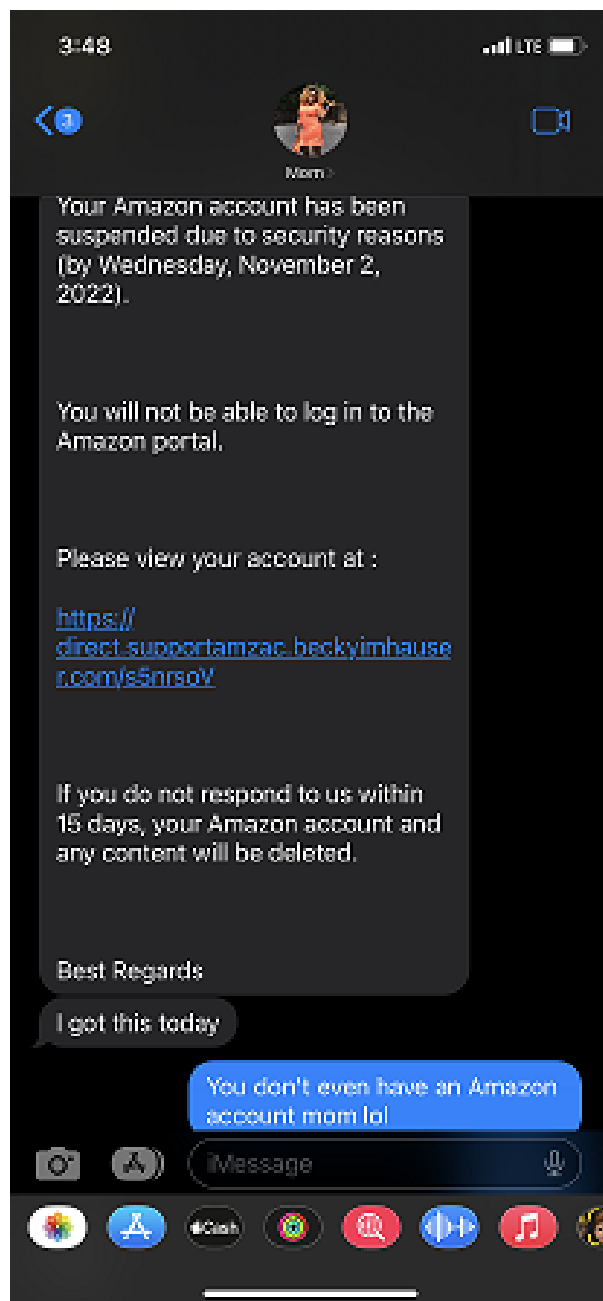 3:48
LTE
3
Mom
Your Amazon account has been
suspended due to security reasons
(by Wednesday, November 2,
2022).
You will not be able to log in to the
Amazon portal.
Please view your account at :
https://
direct.supportamzac.beckyimhause
r.com/s5nrsoV
If you do not respond to us within
15 days, your Amazon account and
any content will be deleted.
Best Regards
I got this today
You don't even have an Amazon
account mom lol
iMessage
Cash